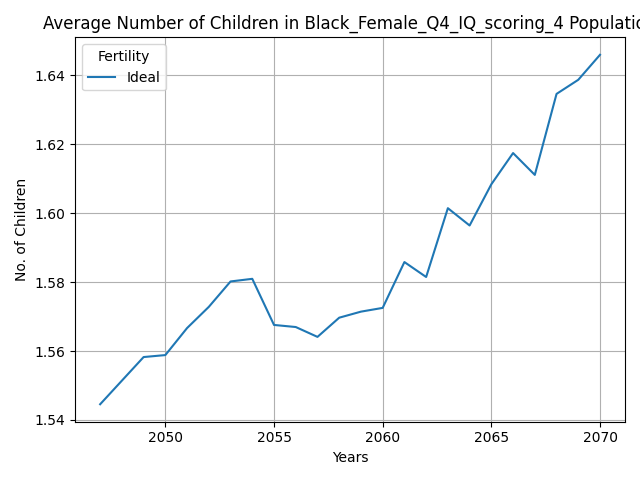 Average Number of Children in Black_Female_Q4_IQ_scoring_4 Populatio
Fertility
Ideal
1.64
1.62
1.60
1.58
1.56
1.54
No. of Children
2050 2055 2060 2065 2070
Years